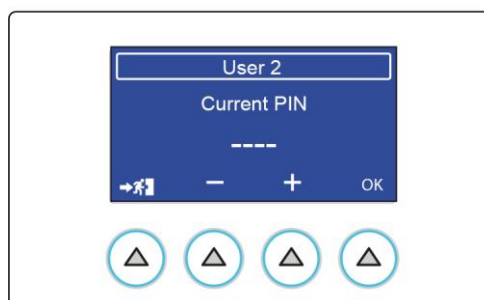 User 2
Current PIN
----
− + OK